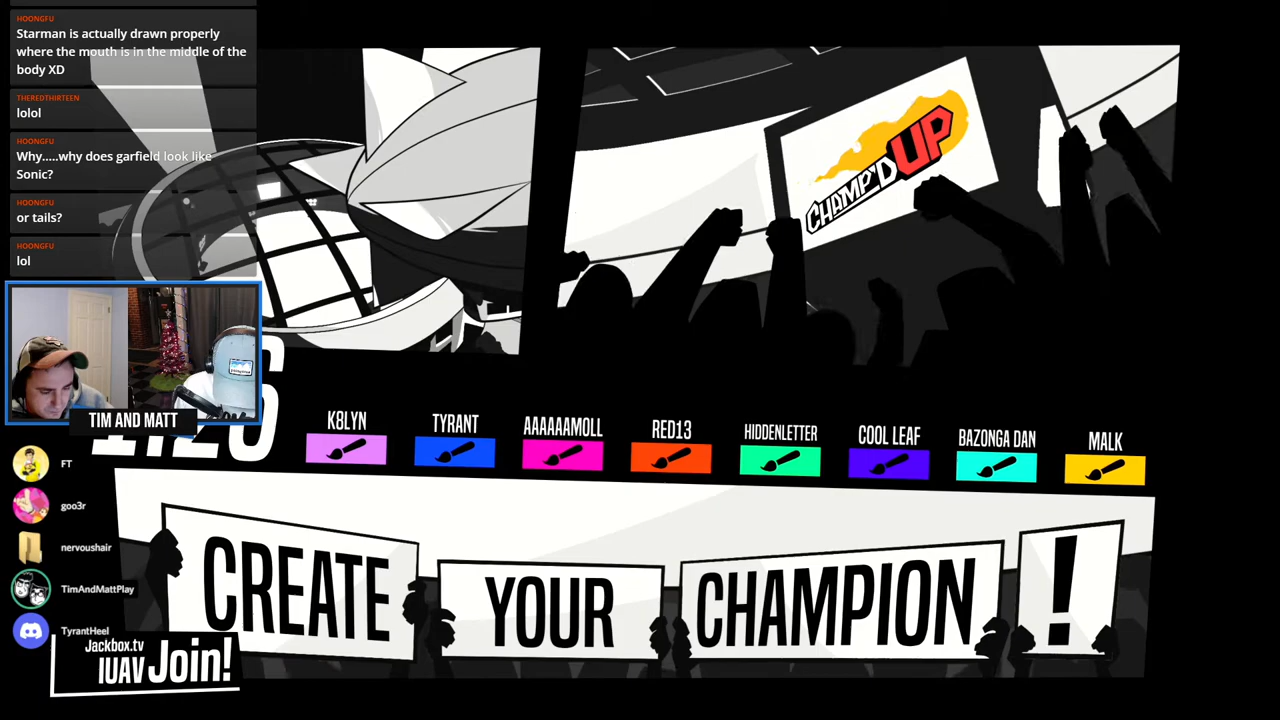 HOONGFU
Starman is actually drawn properly
where the mouth is in the middle of the
body XD
THEREDTHIRTEEN
lolol
HOONGFU
Why.....why does garfield look like
Sonic?
HOONGFU
or tails?
HOONGFU
lol
CHAMP'D UP
TIM AND MATT
K8LYN
TYRANT
AAAAAAMOLL
RED13
HIDDENLETTER
COOL LEAF
BAZONGA DAN
MALK
FT
goo3r
nervoushair
TimAndMattPlay
TyrantHeel
CREATE
YOUR
CHAMPION
!
Jackbox.tv
IUAV Join!